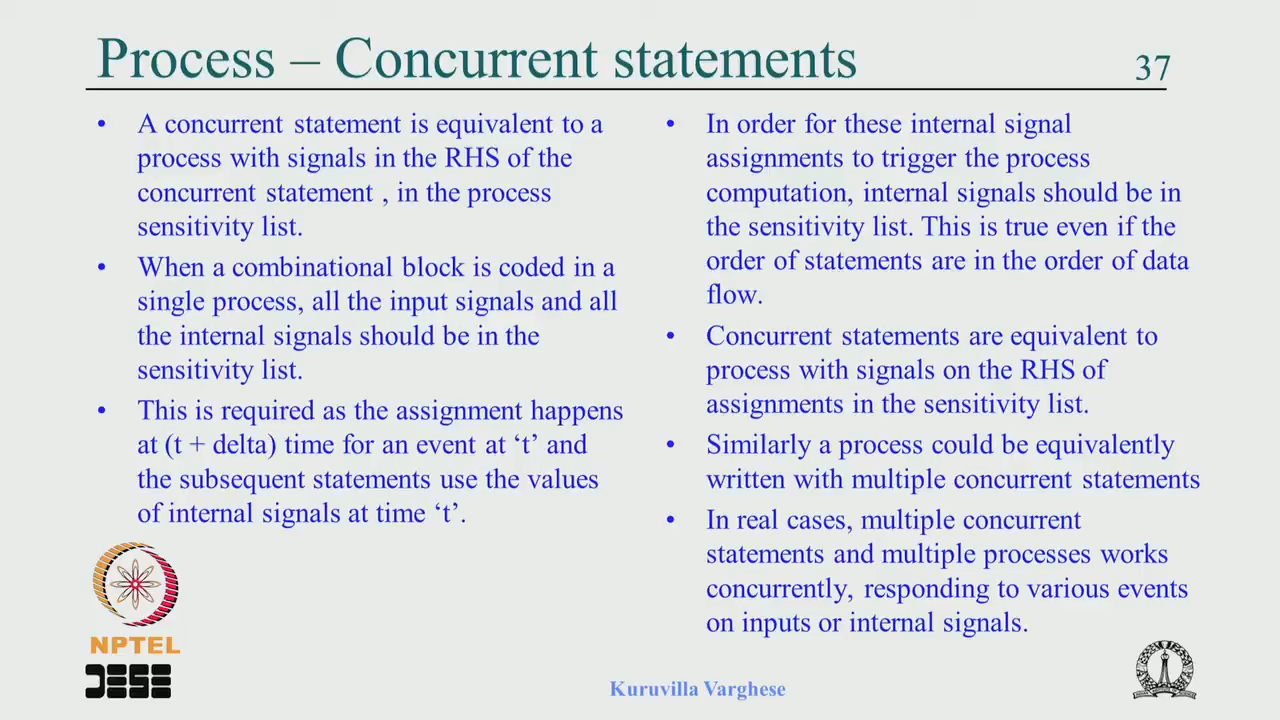 Process – Concurrent statements
37
• A concurrent statement is equivalent to a
process with signals in the RHS of the
concurrent statement , in the process
sensitivity list.
• When a combinational block is coded in a
single process, all the input signals and all
the internal signals should be in the
sensitivity list.
• This is required as the assignment happens
at (t + delta) time for an event at ‘t’ and
the subsequent statements use the values
of internal signals at time ‘t’.
• In order for these internal signal
assignments to trigger the process
computation, internal signals should be in
the sensitivity list. This is true even if the
order of statements are in the order of data
flow.
• Concurrent statements are equivalent to
process with signals on the RHS of
assignments in the sensitivity list.
• Similarly a process could be equivalently
written with multiple concurrent statements
• In real cases, multiple concurrent
statements and multiple processes works
concurrently, responding to various events
on inputs or internal signals.
NPTEL
DESE
Kuruvilla Varghese